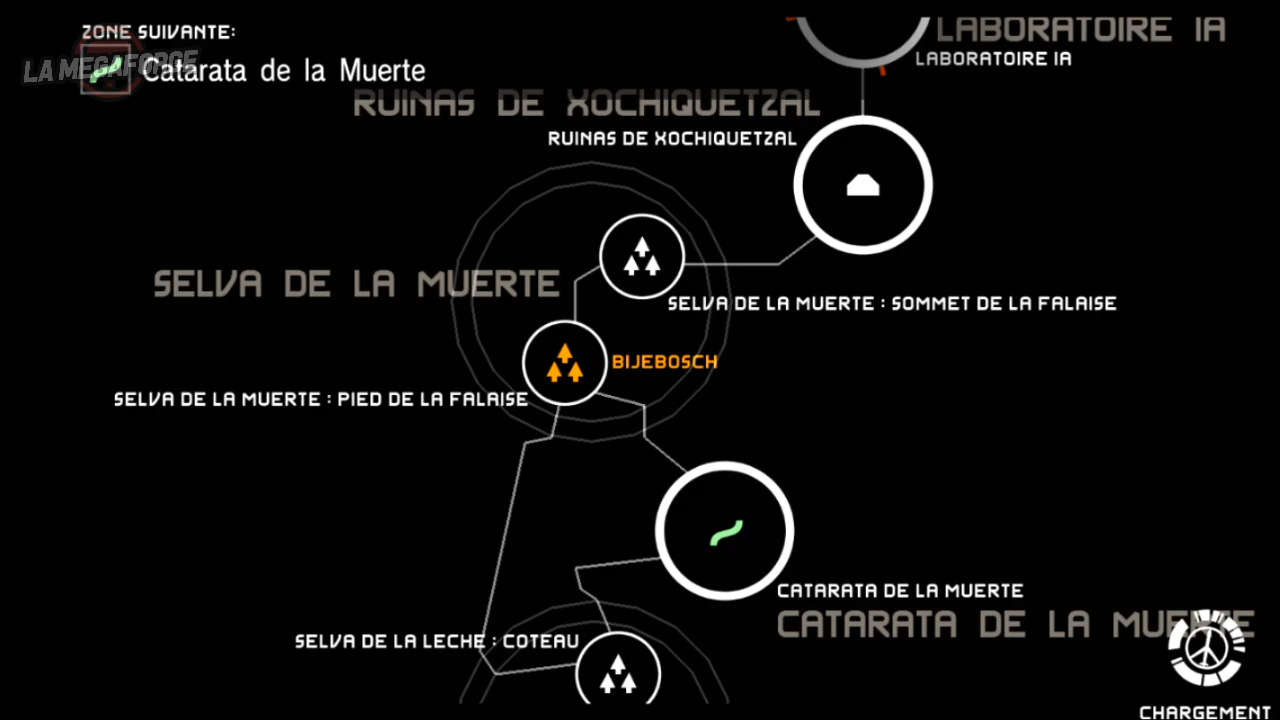 ZONE SUIVANTE:
LA MEGAFORGE
Catarata de la Muerte
LABORATOIRE IA
LABORATOIRE IA
RUINAS DE XOCHIQUETZAL
RUINAS DE XOCHIQUETZAL
SELVA DE LA MUERTE
SELVA DE LA MUERTE : SOMMET DE LA FALAISE
BIJEBOSCH
SELVA DE LA MUERTE : PIED DE LA FALAISE
CATARATA DE LA MUERTE
CATARATA DE LA MUERTE
SELVA DE LA LECHE : COTEAU
CHARGEMENT